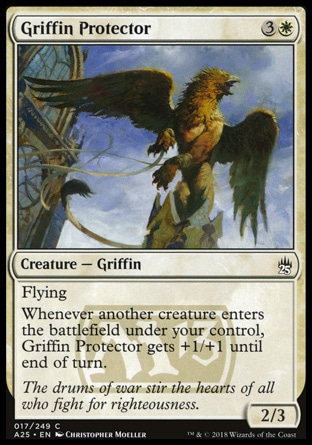 Griffin Protector 3
Creature — Griffin
25
Flying
Whenever another creature enters
the battlefield under your control,
Griffin Protector gets +1/+1 until
end of turn.
The drums of war stir the hearts of all
who fight for righteousness.
2/3
017/249 C
A25 • EN Christopher Moeller
™ & © 2018 Wizards of the Coast